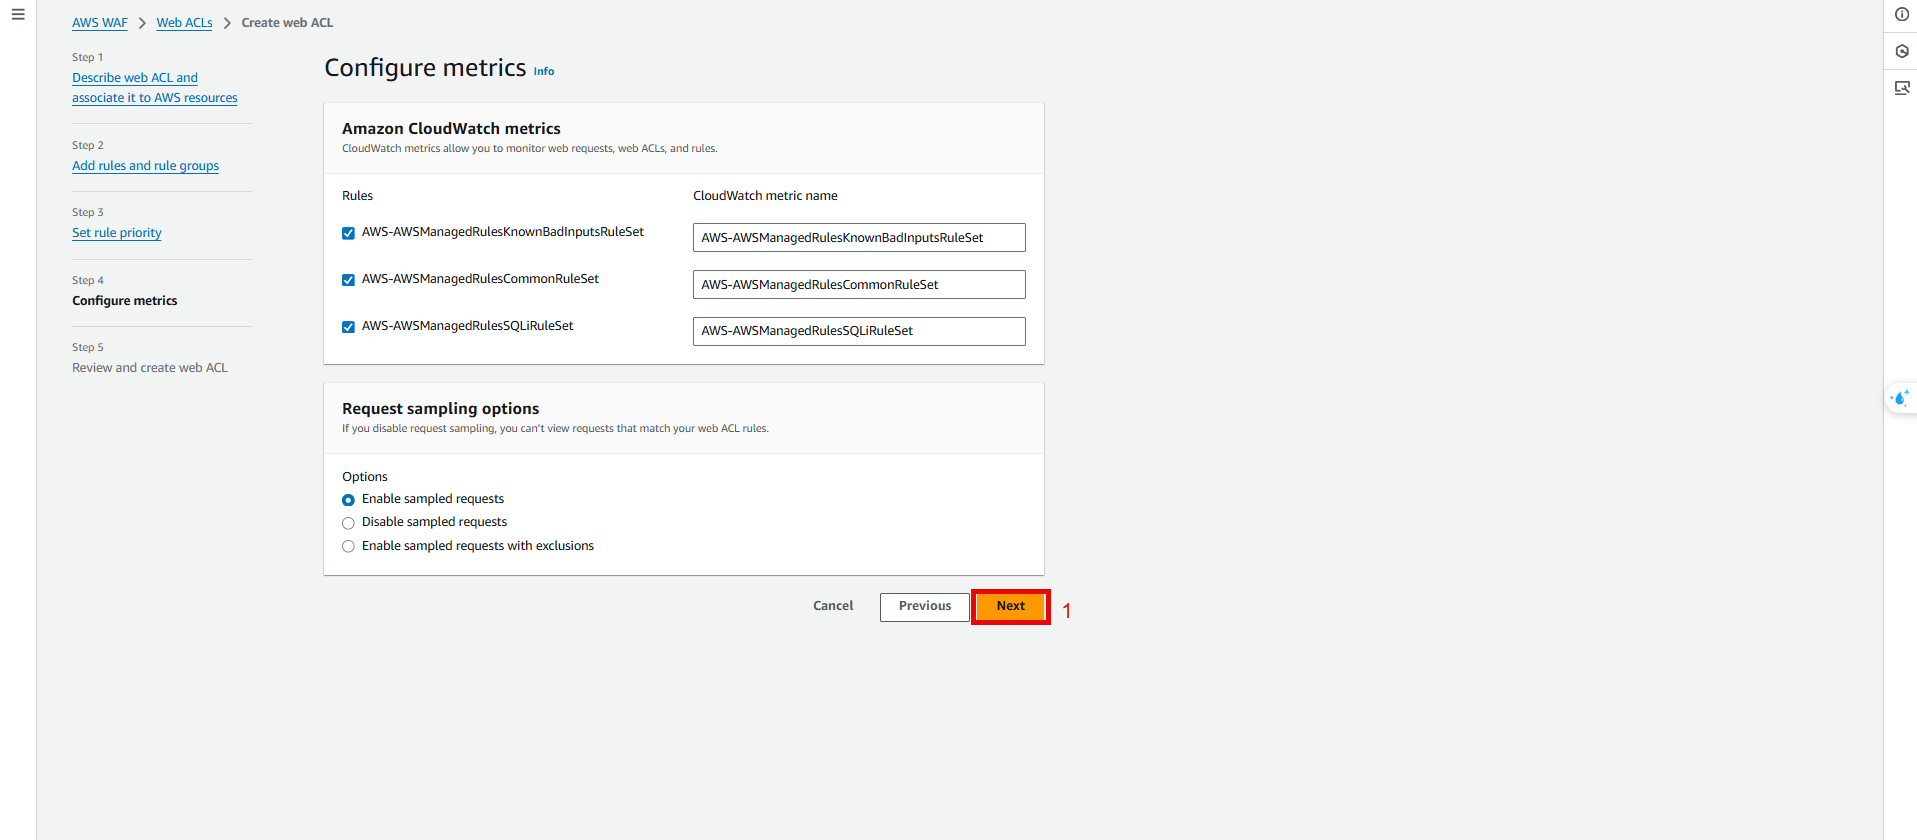 AWS WAF > Web ACLs > Create web ACL
Step 1
Describe web ACL and
associate it to AWS resources
Step 2
Add rules and rule groups
Step 3
Set rule priority
Step 4
Configure metrics
Step 5
Review and create web ACL
Configure metrics Info
Amazon CloudWatch metrics
CloudWatch metrics allow you to monitor web requests, web ACLs, and rules.
Rules CloudWatch metric name
AWS-AWSManagedRulesKnownBadInputsRuleSet AWS-AWSManagedRulesKnownBadInputsRuleSet
AWS-AWSManagedRulesCommonRuleSet AWS-AWSManagedRulesCommonRuleSet
AWS-AWSManagedRulesSQLiRuleSet AWS-AWSManagedRulesSQLiRuleSet
Request sampling options
If you disable request sampling, you can't view requests that match your web ACL rules.
Options
Enable sampled requests
Disable sampled requests
Enable sampled requests with exclusions
Cancel Previous Next 1